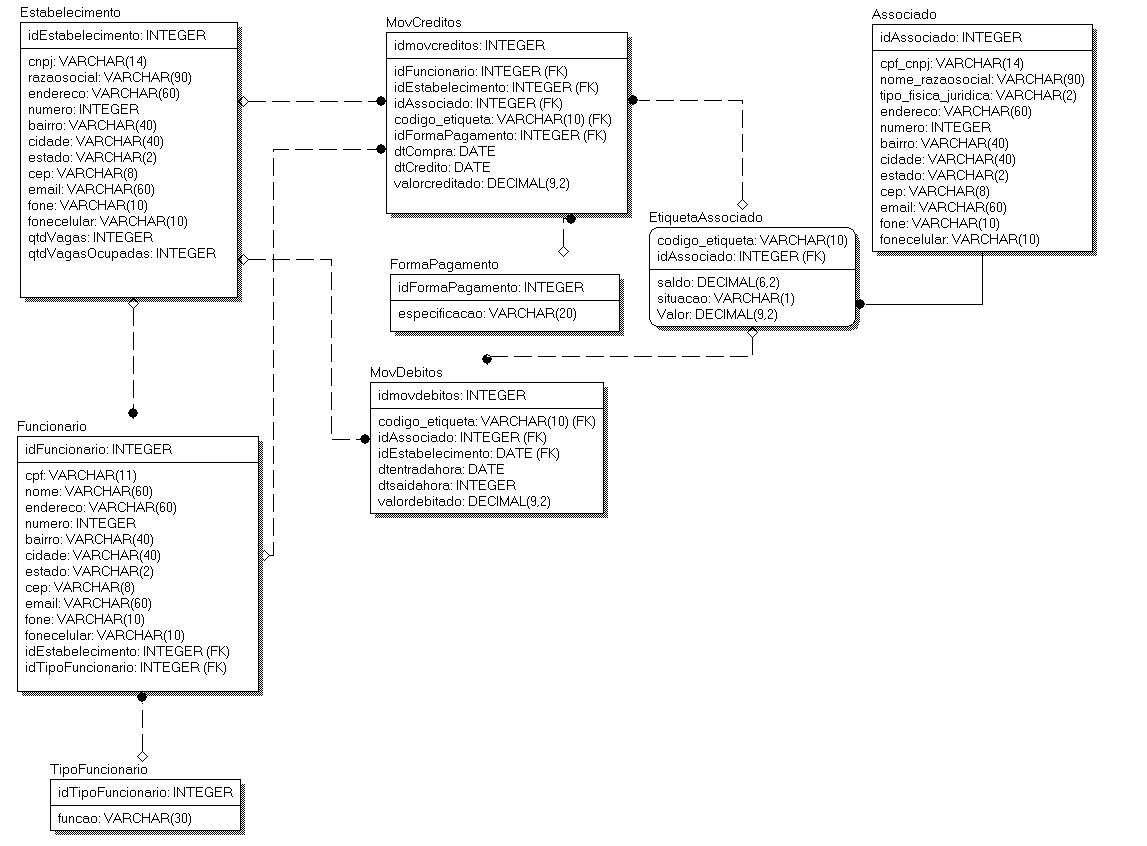 Estabelecimento
idEstabelecimento: INTEGER
cnpj: VARCHAR(14)
razaosocial: VARCHAR(90)
endereco: VARCHAR(60)
numero: INTEGER
bairro: VARCHAR(40)
cidade: VARCHAR(40)
estado: VARCHAR(2)
cep: VARCHAR(8)
email: VARCHAR(60)
fone: VARCHAR(10)
fonecelular: VARCHAR(10)
qtdVagas: INTEGER
qtdVagasOcupadas: INTEGER
MovCreditos
idmovcreditos: INTEGER
idFuncionario: INTEGER (FK)
idEstabelecimento: INTEGER (FK)
idAssociado: INTEGER (FK)
codigo_etiqueta: VARCHAR(10) (FK)
idFormaPagamento: INTEGER (FK)
dtCompra: DATE
dtCredito: DATE
valorcreditado: DECIMAL(9,2)
Associado
idAssociado: INTEGER
cpf_cnpj: VARCHAR(14)
nome_razaosocial: VARCHAR(90)
tipo_fisica_juridica: VARCHAR(2)
endereco: VARCHAR(60)
numero: INTEGER
bairro: VARCHAR(40)
cidade: VARCHAR(40)
estado: VARCHAR(2)
cep: VARCHAR(8)
email: VARCHAR(60)
fone: VARCHAR(10)
fonecelular: VARCHAR(10)
EtiquetaAssociado
codigo_etiqueta: VARCHAR(10)
idAssociado: INTEGER (FK)
saldo: DECIMAL(6,2)
situacao: VARCHAR(1)
Valor: DECIMAL(9,2)
FormaPagamento
idFormaPagamento: INTEGER
especificacao: VARCHAR(20)
MovDebitos
idmovdebitos: INTEGER
codigo_etiqueta: VARCHAR(10) (FK)
idAssociado: INTEGER (FK)
idEstabelecimento: DATE (FK)
dtentradahora: DATE
dtsaidahora: INTEGER
valordebitado: DECIMAL(9,2)
Funcionario
idFuncionario: INTEGER
cpf: VARCHAR(11)
nome: VARCHAR(60)
endereco: VARCHAR(60)
numero: INTEGER
bairro: VARCHAR(40)
cidade: VARCHAR(40)
estado: VARCHAR(2)
cep: VARCHAR(8)
email: VARCHAR(60)
fone: VARCHAR(10)
fonecelular: VARCHAR(10)
idEstabelecimento: INTEGER (FK)
idTipoFuncionario: INTEGER (FK)
TipoFuncionario
idTipoFuncionario: INTEGER
funcao: VARCHAR(30)